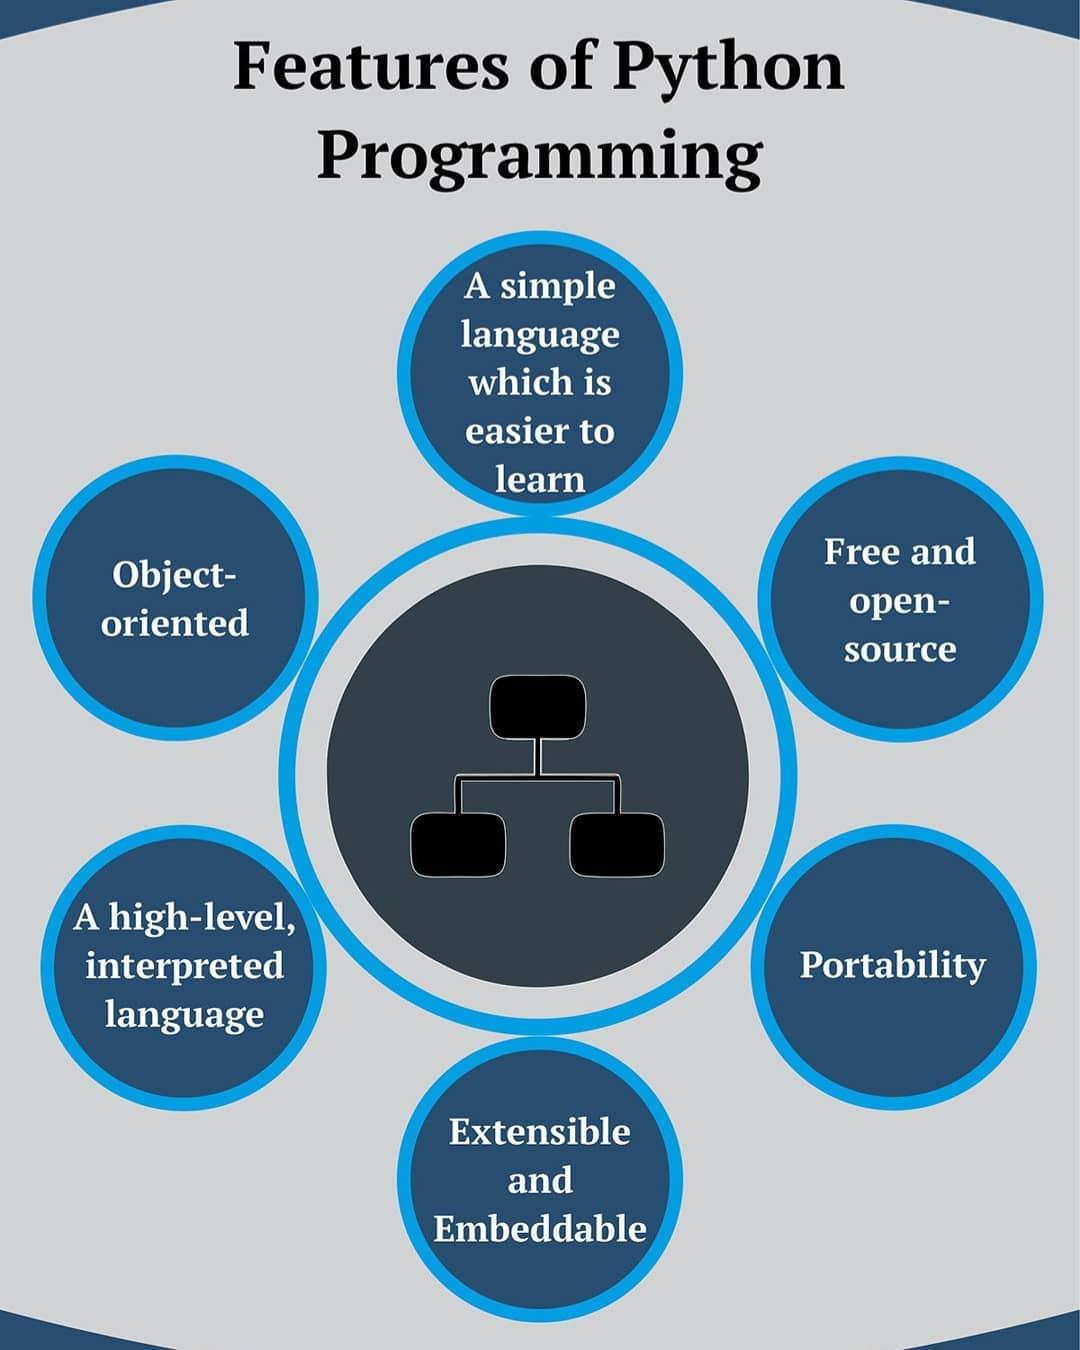 Features of Python
Programming
A simple
language
which is
easier to
learn
Free and
open-
source
Portability
Extensible
and
Embeddable
A high-level,
interpreted
language
Object-
oriented